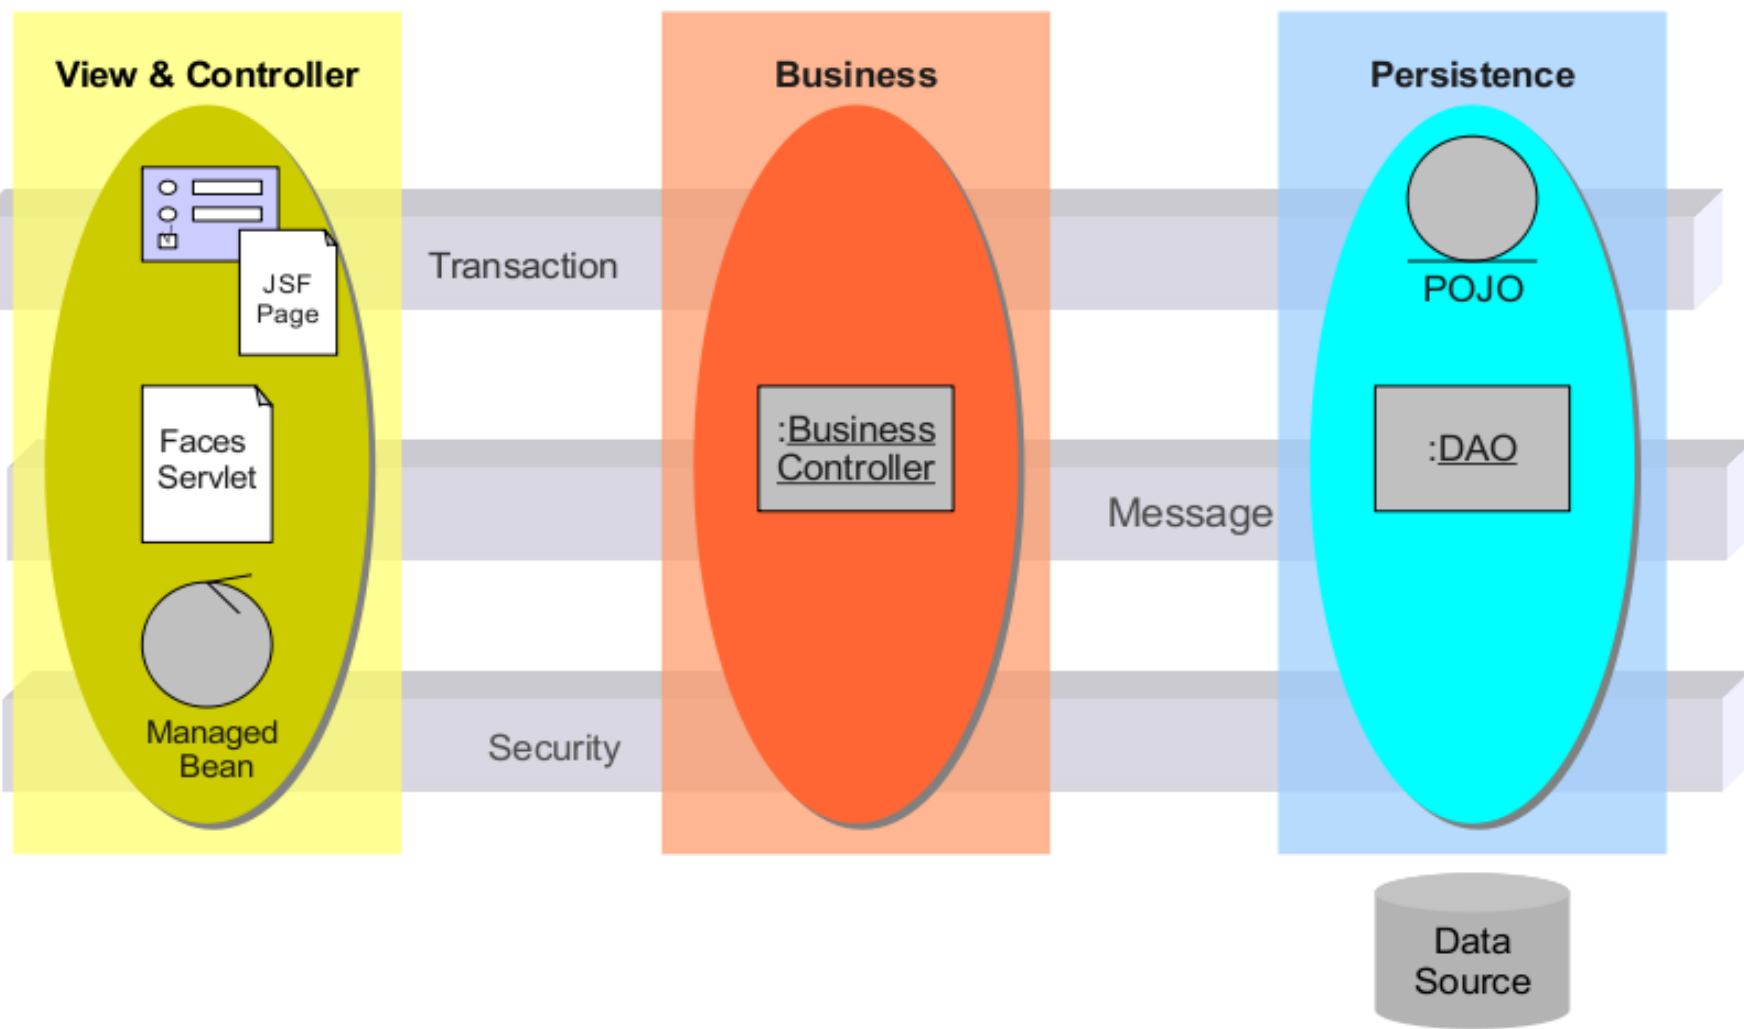 View & Controller
Business
Persistence
JSF
Page
Transaction
POJO
Faces
Servlet
:Business
Controller
:DAO
Message
Managed
Bean
Security
Data
Source